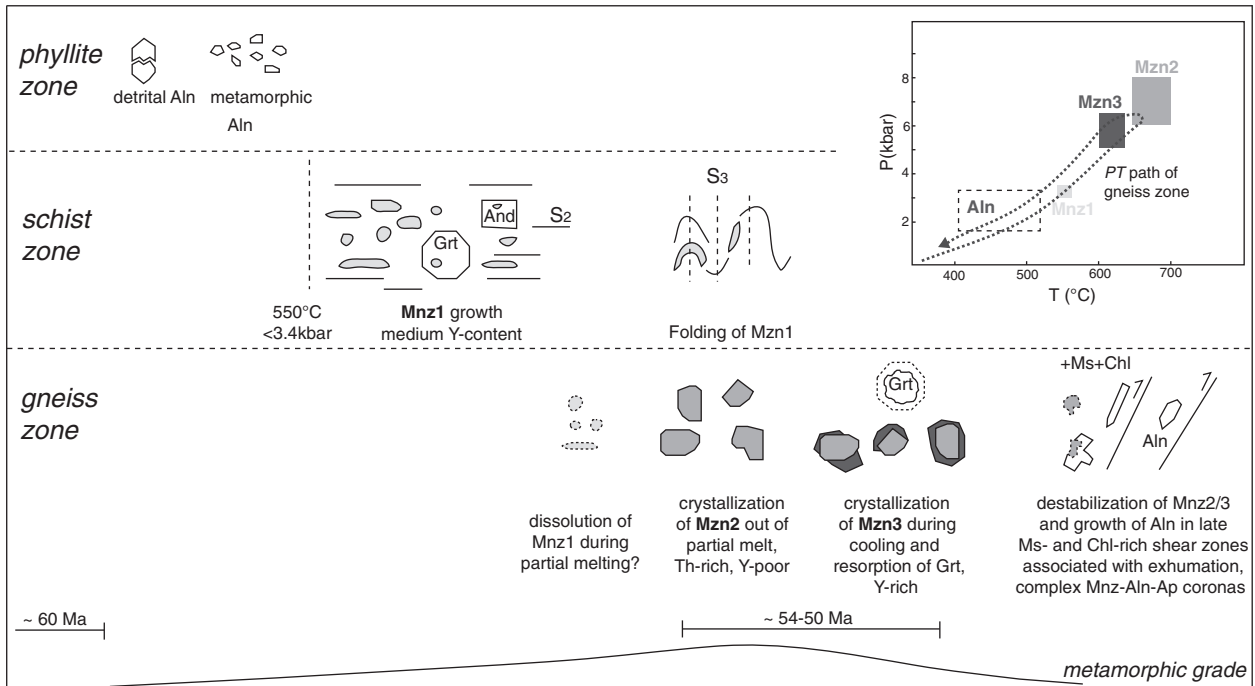 phyllite
zone
detrital Aln
metamorphic
Aln
P(kbar)
8
6
4
2
400
500
600
700
T (°C)
Mzn2
Mzn3
Mnz1
Aln
PT path of
gneiss zone
schist
zone
550°C
<3.4kbar
And
Grt
S2
Mnz1 growth
medium Y-content
S3
Folding of Mzn1
gneiss
zone
dissolution of
Mnz1 during
partial melting?
crystallization
of Mzn2 out of
partial melt,
Th-rich, Y-poor
Grt
crystallization
of Mzn3 during
cooling and
resorption of Grt,
Y-rich
+Ms+Chl
Aln
destabilization of Mnz2/3
and growth of Aln in late
Ms- and Chl-rich shear zones
associated with exhumation,
complex Mnz-Aln-Ap coronas
~ 60 Ma
~ 54-50 Ma
metamorphic grade